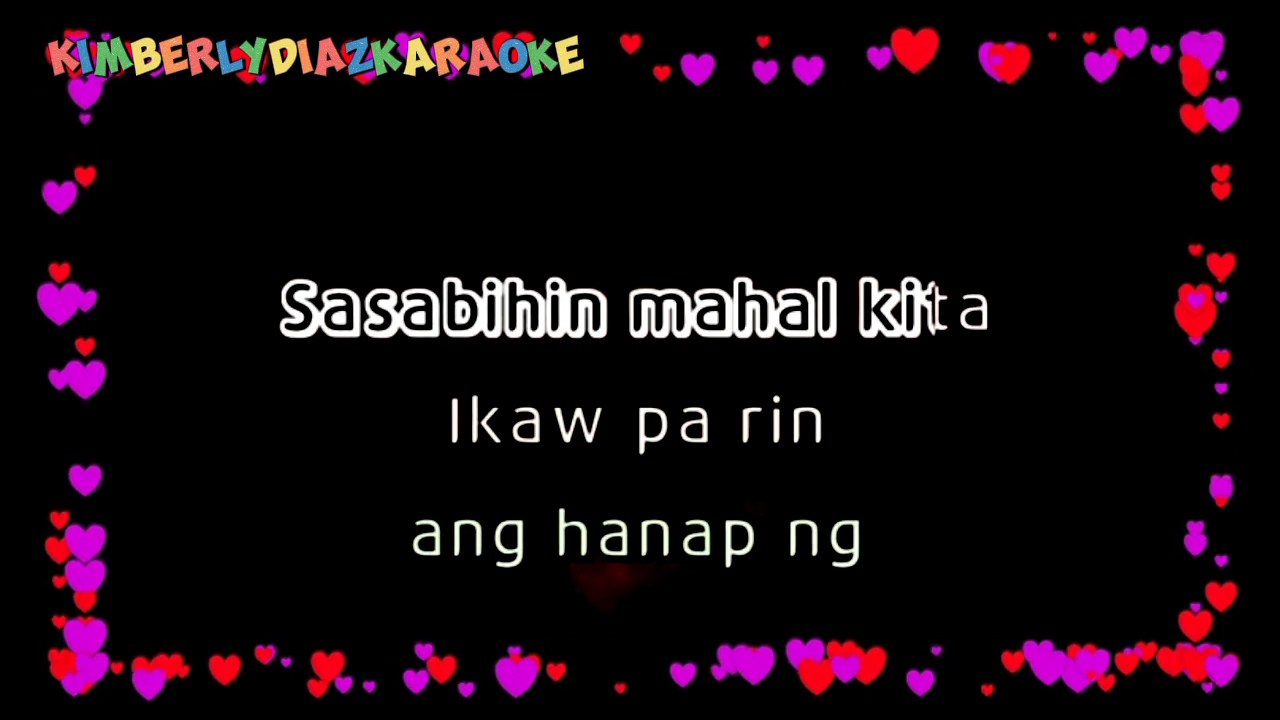 KIMBERLYDIAZKARAOKE
Sasabihin mahal kita
Ikaw pa rin
ang hanap ng